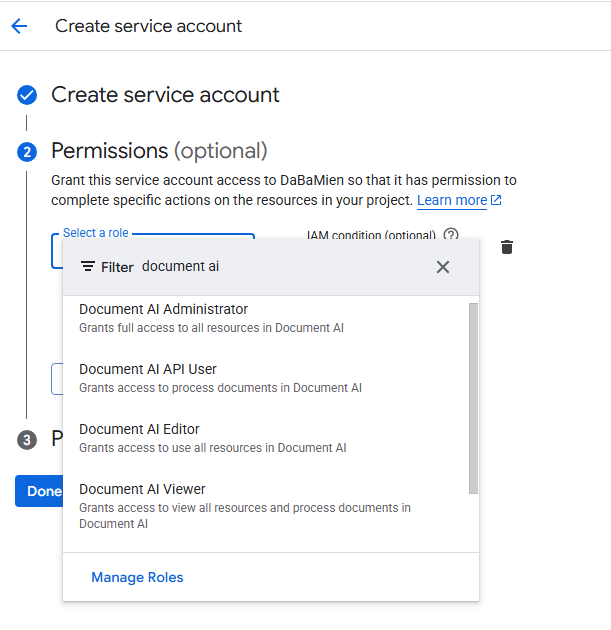 Create service account
Create service account
2
Permissions (optional)
Grant this service account access to DaBaMien so that it has permission to
complete specific actions on the resources in your project. Learn more
Select a role
IAM condition (optional)
Filter document ai
Document AI Administrator
Grants full access to all resources in Document AI
Document AI API User
Grants access to process documents in Document AI
Document AI Editor
Grants access to use all resources in Document AI
Document AI Viewer
Grants access to view all resources and process documents in
Document AI
Manage Roles
3
P
Done